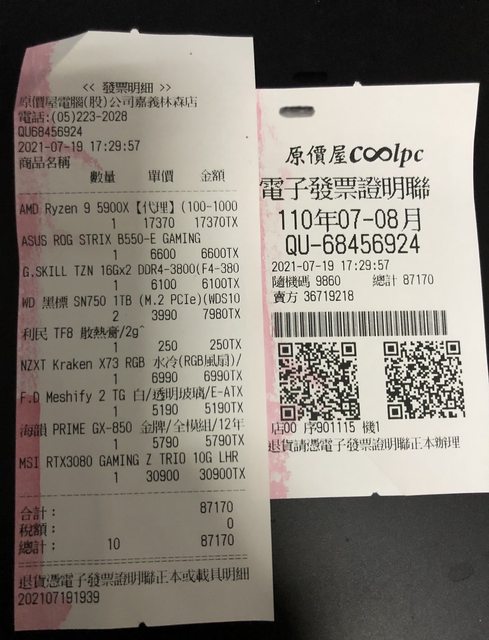 << 發票明細 >>
原價屋電腦(股)公司嘉義林森店
電話:(05)223-2028
QU68456924
2021-07-19 17:29:57
商品名稱
數量 單價 金額
AMD Ryzen 9 5900X【代理】(100-1000
1 17370 17370TX
ASUS ROG STRIX B550-E GAMING
1 6600 6600TX
G.SKILL TZN 16Gx2 DDR4-3800(F4-380
1 6100 6100TX
WD 黑標 SN750 1TB (M.2 PCIe)(WDS10
2 3990 7980TX
利民 TF8 散熱膏/2g^
1 250 250TX
NZXT Kraken X73 RGB 水冷(RGB風扇)/
1 6990 6990TX
F.D Meshify 2 TG 白/透明玻璃/E-ATX
1 5190 5190TX
海韻 PRIME GX-850 金牌/全模組/12年
1 5790 5790TX
MSI RTX3080 GAMING Z TRIO 10G LHR
1 30900 30900TX
合計: 87170
稅額: 0
總計: 10 87170
退貨憑電子發票證明聯正本或載具明細
202107191939
原價屋coolpc
電子發票證明聯
110年07-08月
QU-68456924
2021-07-19 17:29:57
隨機碼 9860 總計 87170
賣方 36719218
店00 序901115 機1
退貨請憑電子發票證明聯正本辦理